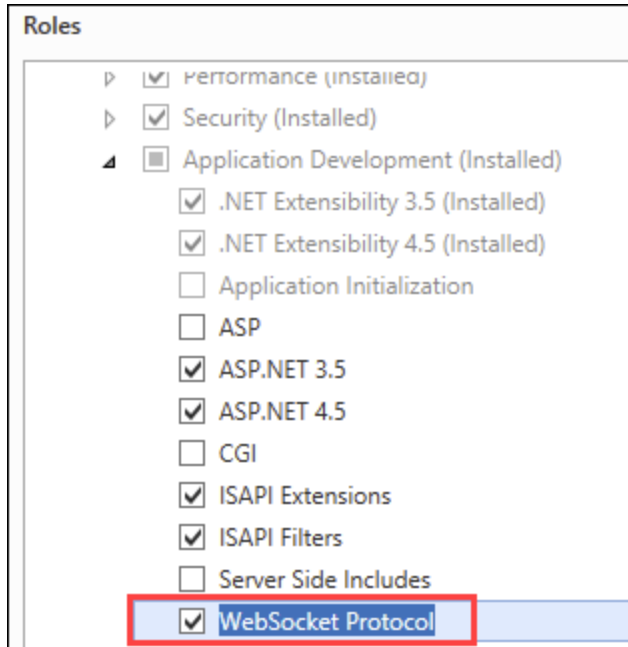 Roles
Performance (Installed)
Security (Installed)
Application Development (Installed)
.NET Extensibility 3.5 (Installed)
.NET Extensibility 4.5 (Installed)
Application Initialization
ASP
ASP.NET 3.5
ASP.NET 4.5
CGI
ISAPI Extensions
ISAPI Filters
Server Side Includes
WebSocket Protocol